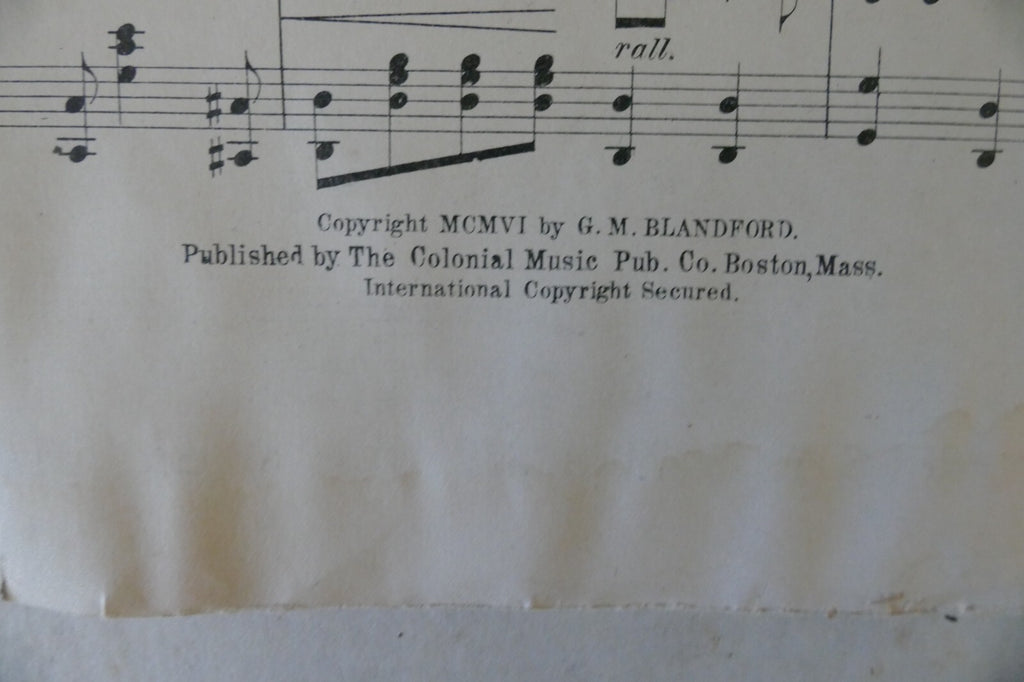 rall.
Copyright MCMVI by G. M. BLANDFORD.
Published by The Colonial Music Pub. Co. Boston, Mass.
International Copyright Secured.